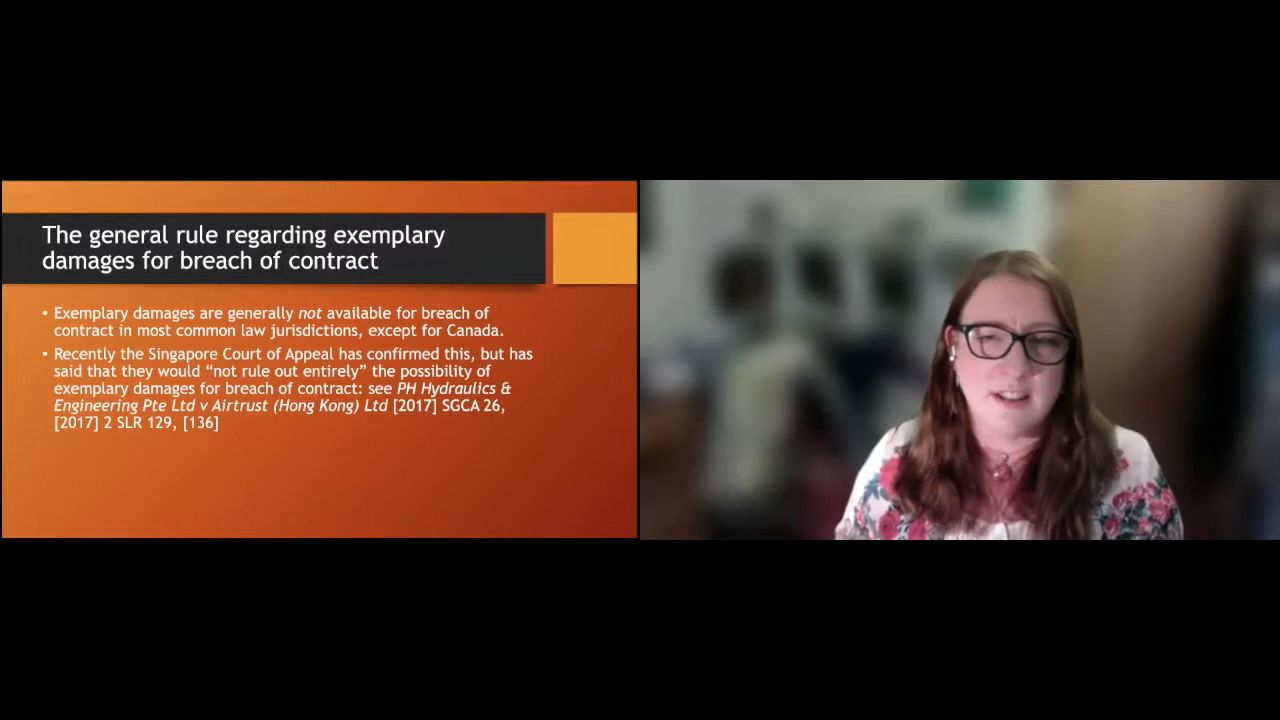 The general rule regarding exemplary
damages for breach of contract
• Exemplary damages are generally not available for breach of
contract in most common law jurisdictions, except for Canada.
• Recently the Singapore Court of Appeal has confirmed this, but has
said that they would “not rule out entirely” the possibility of
exemplary damages for breach of contract: see PH Hydraulics &
Engineering Pte Ltd v Airtrust (Hong Kong) Ltd [2017] SGCA 26,
[2017] 2 SLR 129, [136]